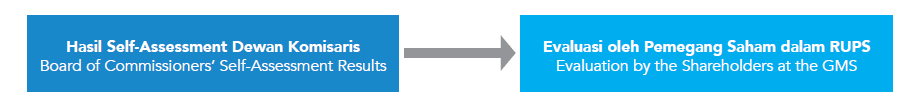 Hasil Self-Assessment Dewan Komisaris
Board of Commissioners' Self-Assessment Results
Evaluasi oleh Pemegang Saham dalam RUPS
Evaluation by the Shareholders at the GMS